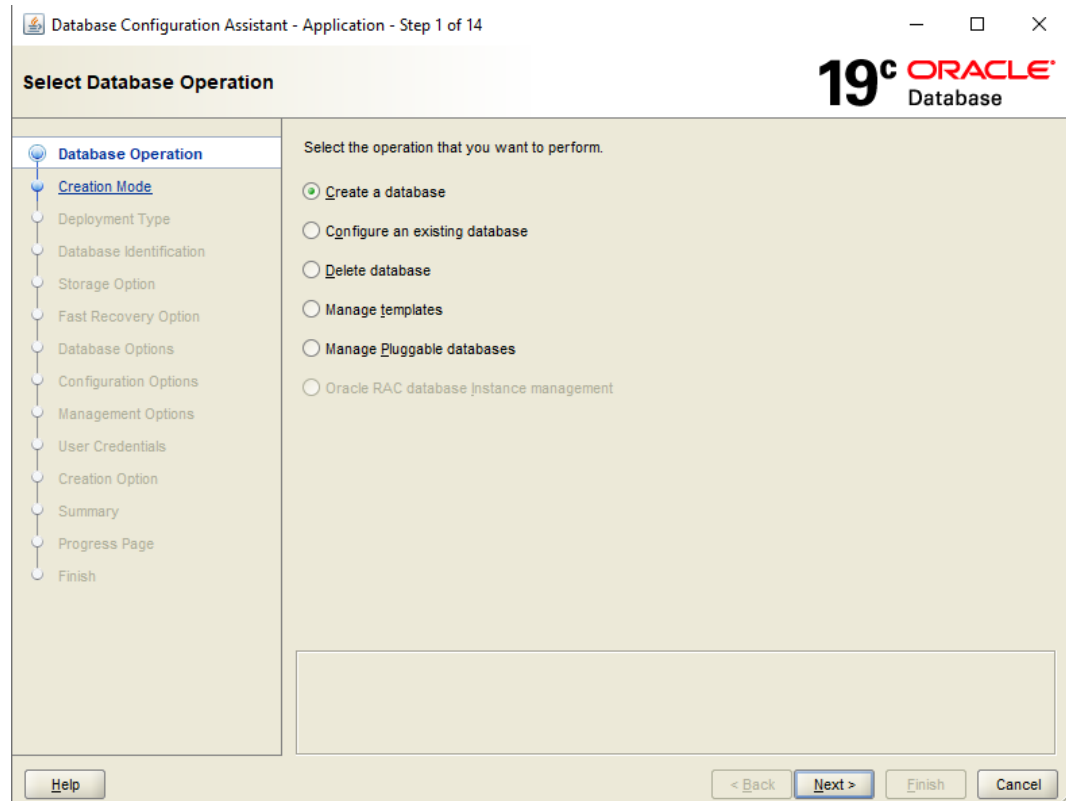 Database Configuration Assistant - Application - Step 1 of 14
Select Database Operation
19c ORACLE
Database
Database Operation
Creation Mode
Deployment Type
Database Identification
Storage Option
Fast Recovery Option
Database Options
Configuration Options
Management Options
User Credentials
Creation Option
Summary
Progress Page
Finish
Select the operation that you want to perform.
Create a database
Configure an existing database
Delete database
Manage templates
Manage Pluggable databases
Oracle RAC database Instance management
Help
< Back
Next >
Finish
Cancel